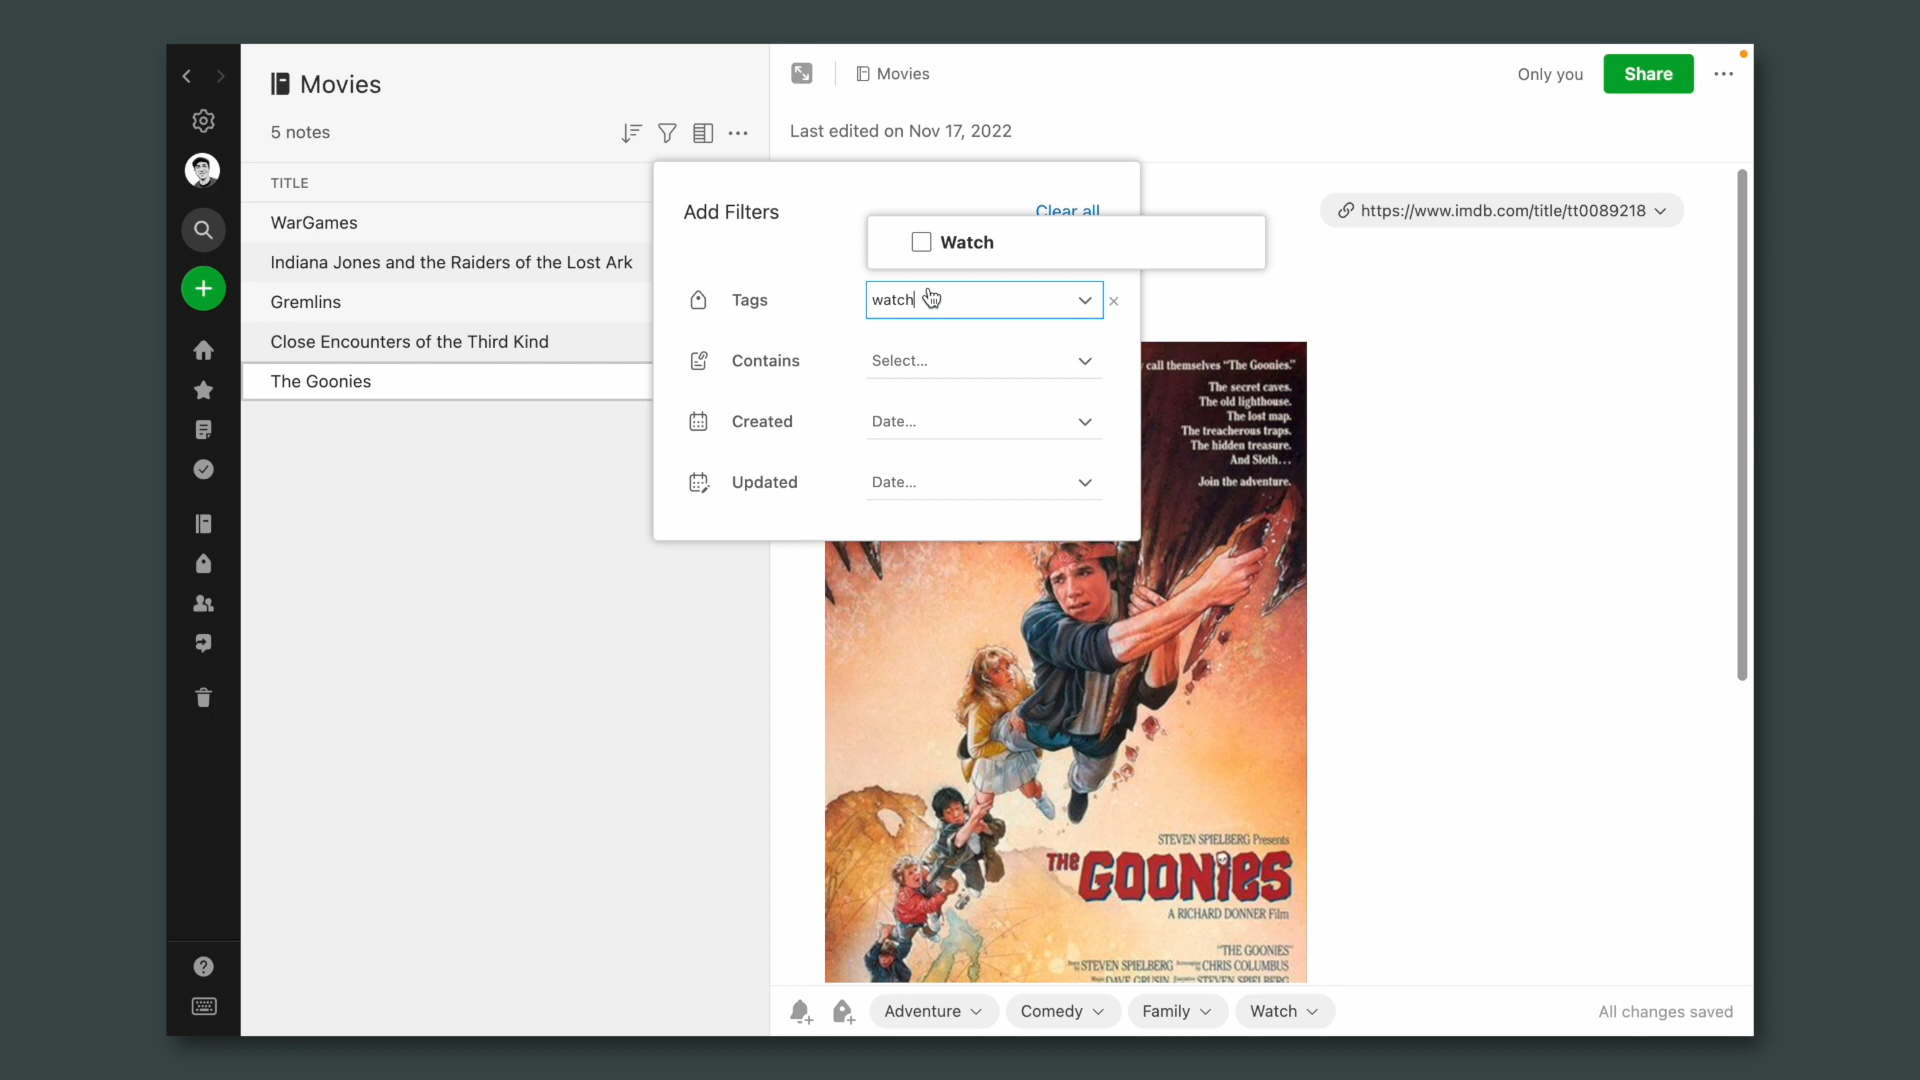 Movies
5 notes
TITLE
WarGames
Indiana Jones and the Raiders of the Lost Ark
Gremlins
Close Encounters of the Third Kind
The Goonies
Movies
Only you
Share
Last edited on Nov 17, 2022
https://www.imdb.com/title/tt0089218
Add Filters
Clear all
Watch
Tags
watch
Contains
Select...
Created
Date...
Updated
Date...
call themselves "The Goonies."
The secret caves.
The old lighthouse.
The lost map.
The treacherous traps.
The hidden treasure.
And Sloth...
Join the adventure.
STEVEN SPIELBERG Presents
THE GOONIES
A RICHARD DONNER Film
"THE GOONIES"
STEVEN SPIELBERG
CHRIS COLUMBUS
DAVE GRUSIN
STEVEN SPIELBERG
Adventure
Comedy
Family
Watch
All changes saved